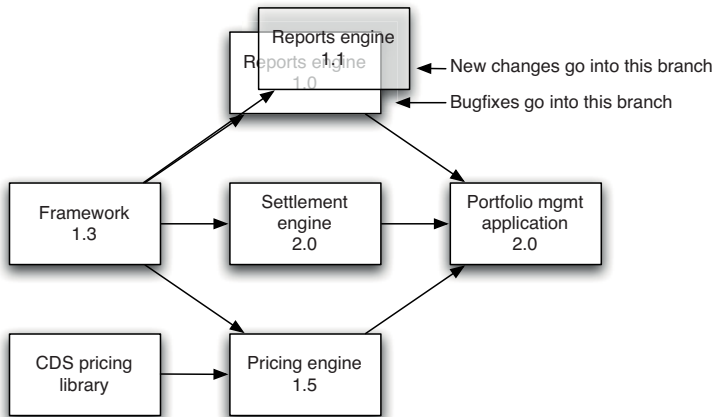 Reports engine
1.1
Reports engine
1.0
New changes go into this branch
Bugfixes go into this branch
Framework
1.3
Settlement
engine
2.0
Portfolio mgmt
application
2.0
CDS pricing
library
Pricing engine
1.5